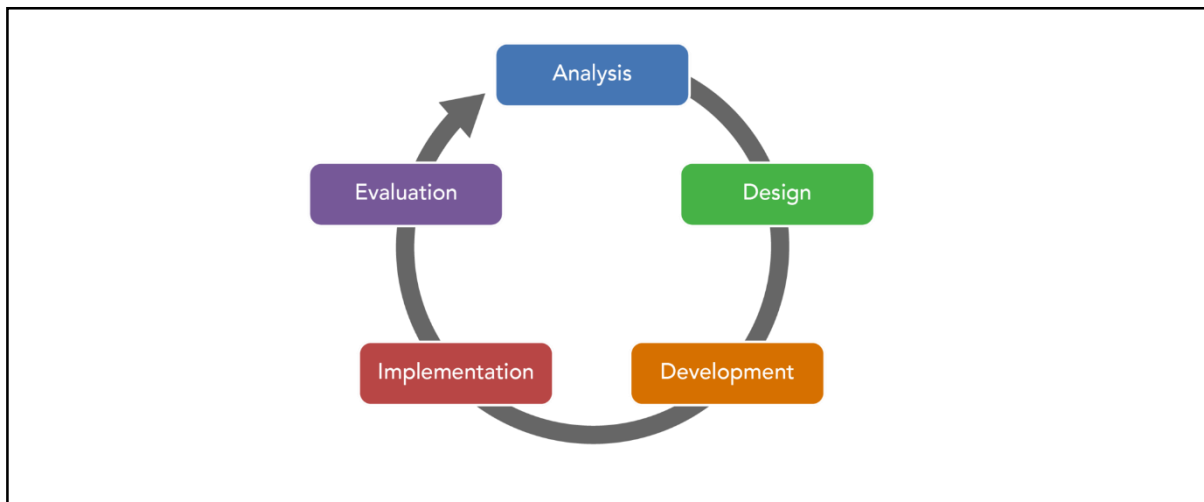 Analysis
Design
Development
Implementation
Evaluation